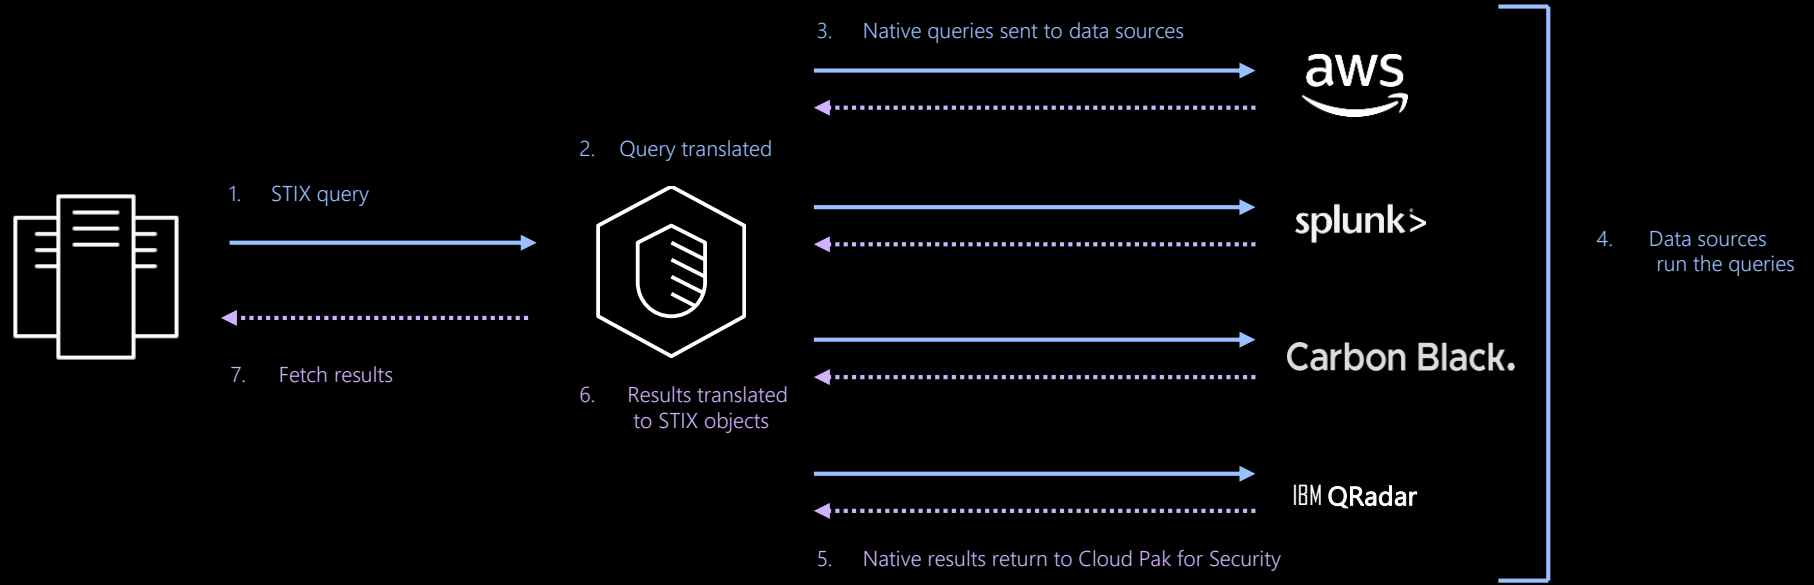 3. Native queries sent to data sources
aws
2. Query translated
1. STIX query
splunk>
4. Data sources
run the queries
Carbon Black.
7. Fetch results
6. Results translated
to STIX objects
IBM QRadar
5. Native results return to Cloud Pak for Security